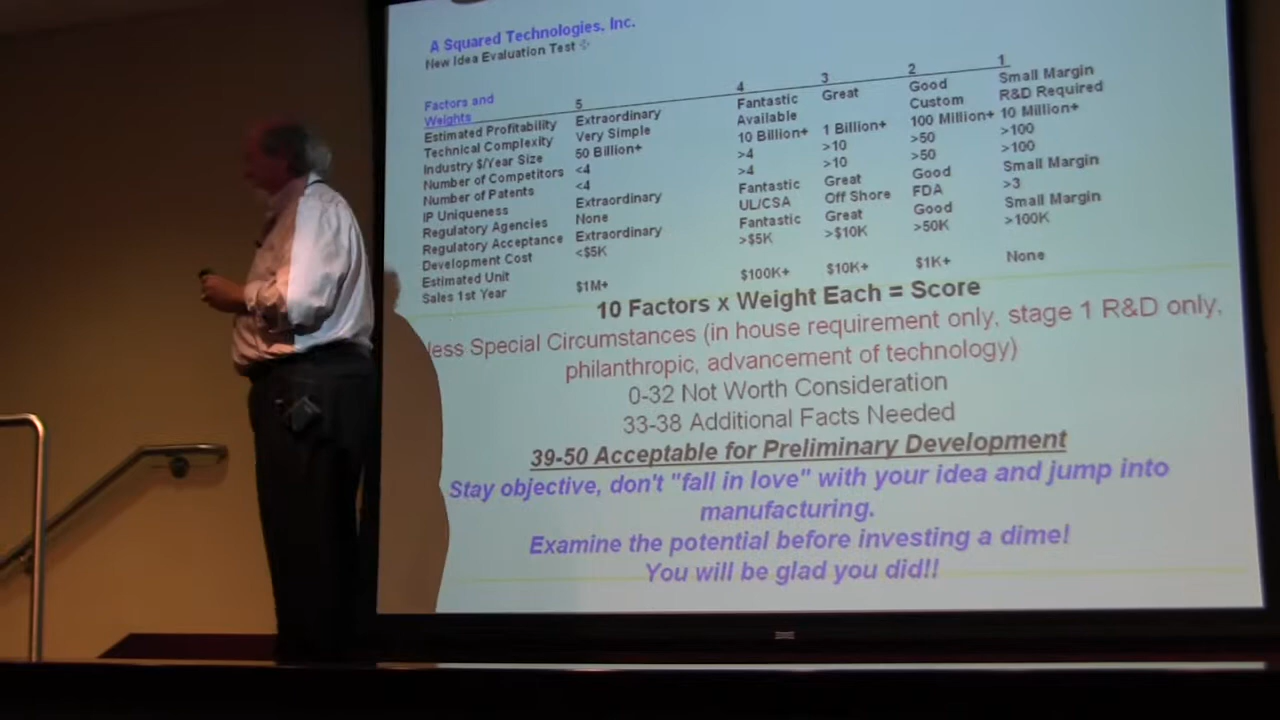 A Squared Technologies, Inc.
New Idea Evaluation Test
Factors and Weights 5 4 3 2 1
Estimated Profitability Extraordinary Fantastic Great Good Small Margin
Technical Complexity Very Simple Available Custom R&D Required
Industry $/Year Size 50 Billion+ 10 Billion+ 1 Billion+ 100 Million+ 10 Million+
Number of Competitors <4 >4 >10 >50 >100
Number of Patents <4 >4 >10 >50 >100
IP Uniqueness Extraordinary Fantastic Great Good Small Margin
Regulatory Agencies None UL/CSA Off Shore FDA >3
Regulatory Acceptance Extraordinary Fantastic Great Good Small Margin
Development Cost <$5K >$5K >$10K >50K >100K
Estimated Unit
Sales 1st Year $1M+ $100K+ $10K+ $1K+ None
10 Factors x Weight Each = Score
less Special Circumstances (in house requirement only, stage 1 R&D only,
philanthropic, advancement of technology)
0-32 Not Worth Consideration
33-38 Additional Facts Needed
39-50 Acceptable for Preliminary Development
Stay objective, don't "fall in love" with your idea and jump into
manufacturing.
Examine the potential before investing a dime!
You will be glad you did!!